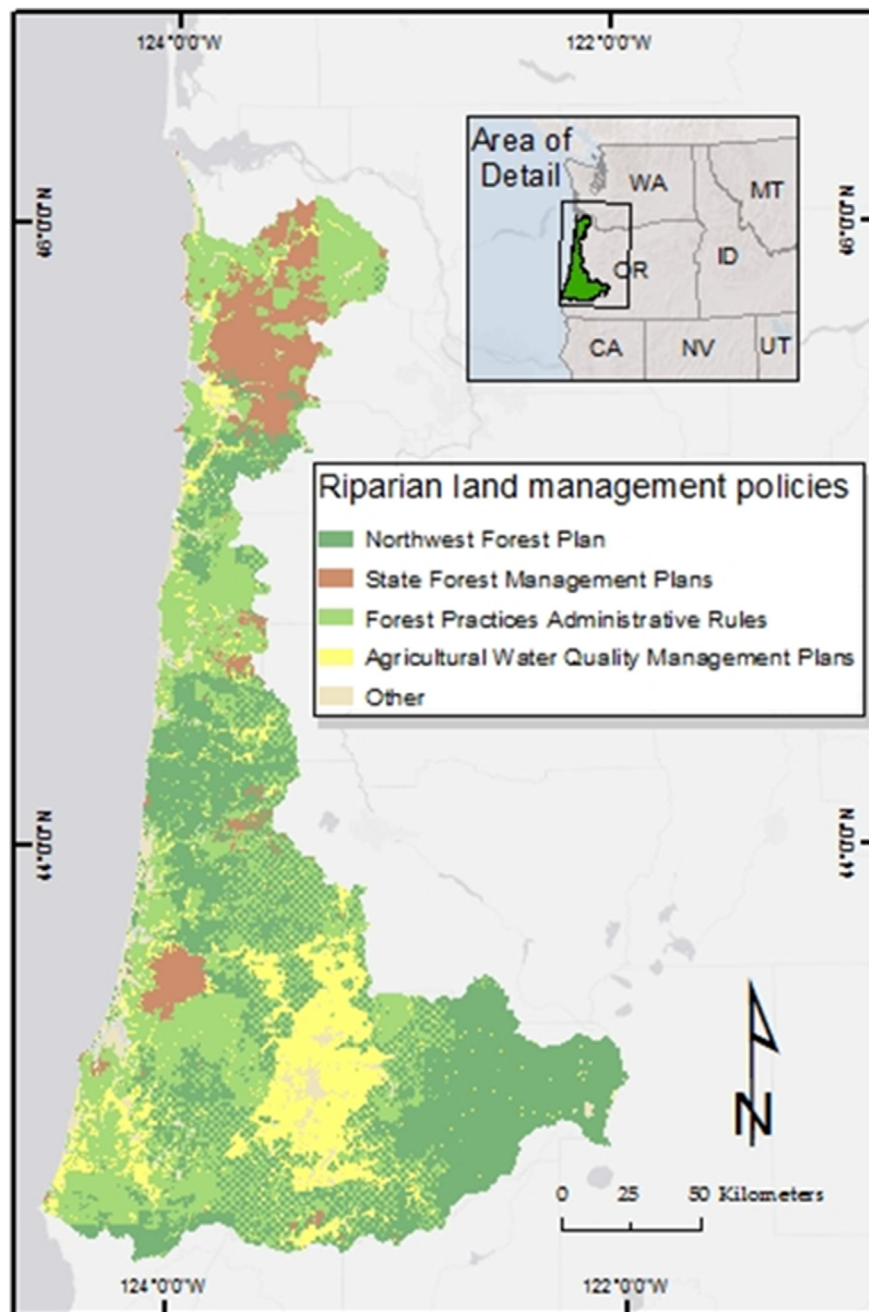 124°0'0"W
122°0'0"W
46°0'0"N
46°0'0"N
Area of
Detail
WA
MT
OR
ID
CA
NV
UT
Riparian land management policies
Northwest Forest Plan
State Forest Management Plans
Forest Practices Administrative Rules
Agricultural Water Quality Management Plans
Other
44°0'0"N
44°0'0"N
N
0 25 50 Kilometers
124°0'0"W
122°0'0"W